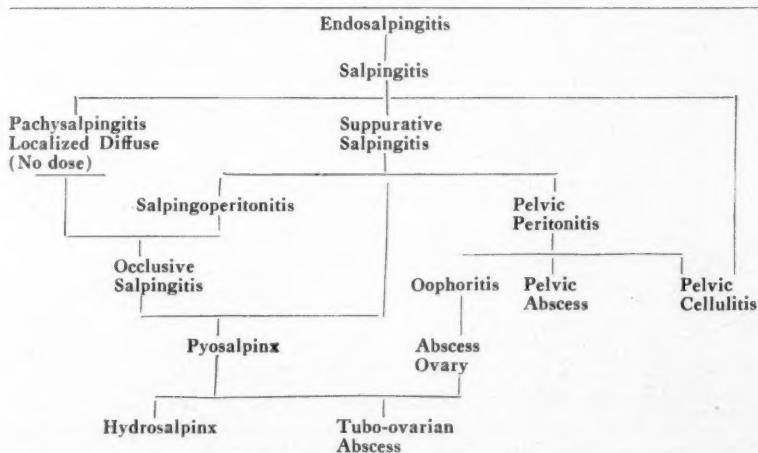 Endosalpingitis
Salpingitis
Pachysalpingitis
Localized Diffuse
(No dose)
Suppurative
Salpingitis
Salpingoperitonitis
Pelvic
Peritonitis
Occlusive
Salpingitis
Oophoritis
Pelvic
Abscess
Pelvic
Cellulitis
Pyosalpinx
Abscess
Ovary
Hydrosalpinx
Tubo-ovarian
Abscess